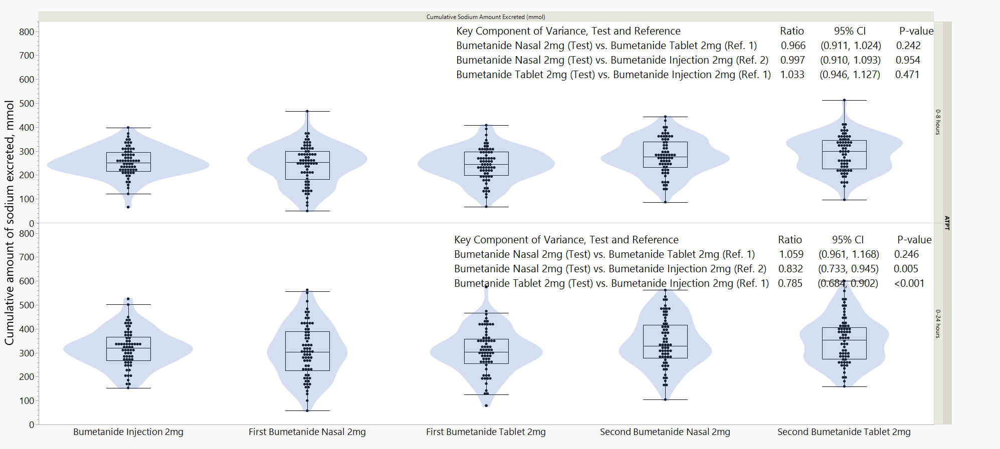 Cumulative Sodium Amount Excreted (mmol)
Cumulative amount of sodium excreted, mmol
800
700
600
500
400
300
200
100
0
Key Component of Variance, Test and Reference Ratio 95% CI P-value
Bumetanide Nasal 2mg (Test) vs. Bumetanide Tablet 2mg (Ref. 1) 0.966 (0.911, 1.024) 0.242
Bumetanide Nasal 2mg (Test) vs. Bumetanide Injection 2mg (Ref. 2) 0.997 (0.910, 1.093) 0.954
Bumetanide Tablet 2mg (Test) vs. Bumetanide Injection 2mg (Ref. 1) 1.033 (0.946, 1.127) 0.471
0-8 hours
ATPT
800
700
600
500
400
300
200
100
0
Key Component of Variance, Test and Reference Ratio 95% CI P-value
Bumetanide Nasal 2mg (Test) vs. Bumetanide Tablet 2mg (Ref. 1) 1.059 (0.961, 1.168) 0.246
Bumetanide Nasal 2mg (Test) vs. Bumetanide Injection 2mg (Ref. 2) 0.832 (0.733, 0.945) 0.005
Bumetanide Tablet 2mg (Test) vs. Bumetanide Injection 2mg (Ref. 1) 0.785 (0.684, 0.902) <0.001
0-24 hours
Bumetanide Injection 2mg
First Bumetanide Nasal 2mg
First Bumetanide Tablet 2mg
Second Bumetanide Nasal 2mg
Second Bumetanide Tablet 2mg